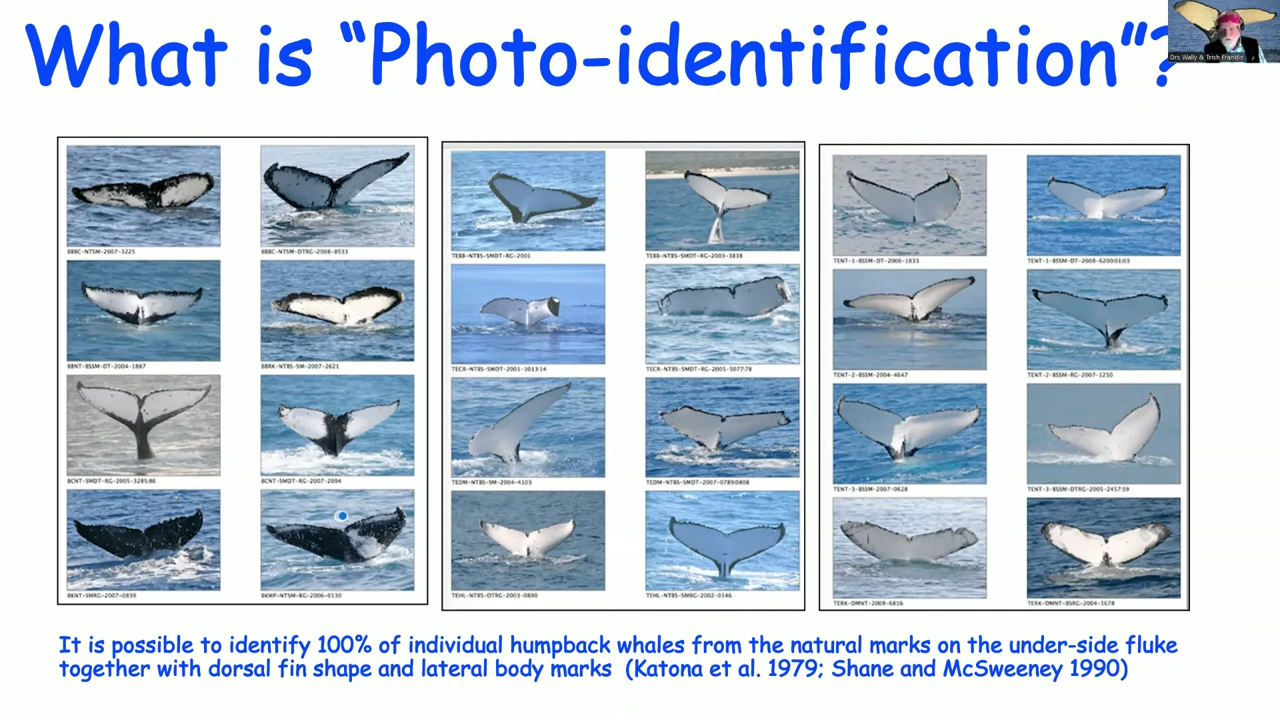 What is “Photo-identification”?
Drs Wally & Trish Franklin
BBBC-NTSM-2007-3225
BBBC-NTSM-DTRG-2008-8533
BBNT-BSSM-DT-2004-1887
BBRK-NTBS-SM-2007-2621
BCNT-SMDT-RG-2005-3285:86
BCNT-SMDT-RG-2007-2094
BKNT-SMRG-2007-0839
BKWP-NTSM-RG-2006-0130
TEBB-NTBS-SMDT-RG-2001
TEBB-NTBS-SMDT-RG-2003-3838
TECR-NTBS-SMDT-2001-1013:14
TECR-NTBS-SMDT-RG-2005-5077:78
TEDM-NTBS-SM-2004-4103
TEDM-NTBS-SMDT-2007-0789:0808
TEHL-NTBS-DTRG-2003-0890
TEHL-NTBS-SMRG-2002-0146
TENT-1-BSSM-DT-2006-1833
TENT-1-BSSM-DT-2008-6200:01:03
TENT-2-BSSM-2004-4647
TENT-2-BSSM-RG-2007-1250
TENT-3-BSSM-2007-0628
TENT-3-BSSM-DTRG-2005-2457:59
TERK-DMNT-2008-6816
TERK-DMNT-BSRG-2004-1678
It is possible to identify 100% of individual humpback whales from the natural marks on the under-side fluke
together with dorsal fin shape and lateral body marks (Katona et al. 1979; Shane and McSweeney 1990)